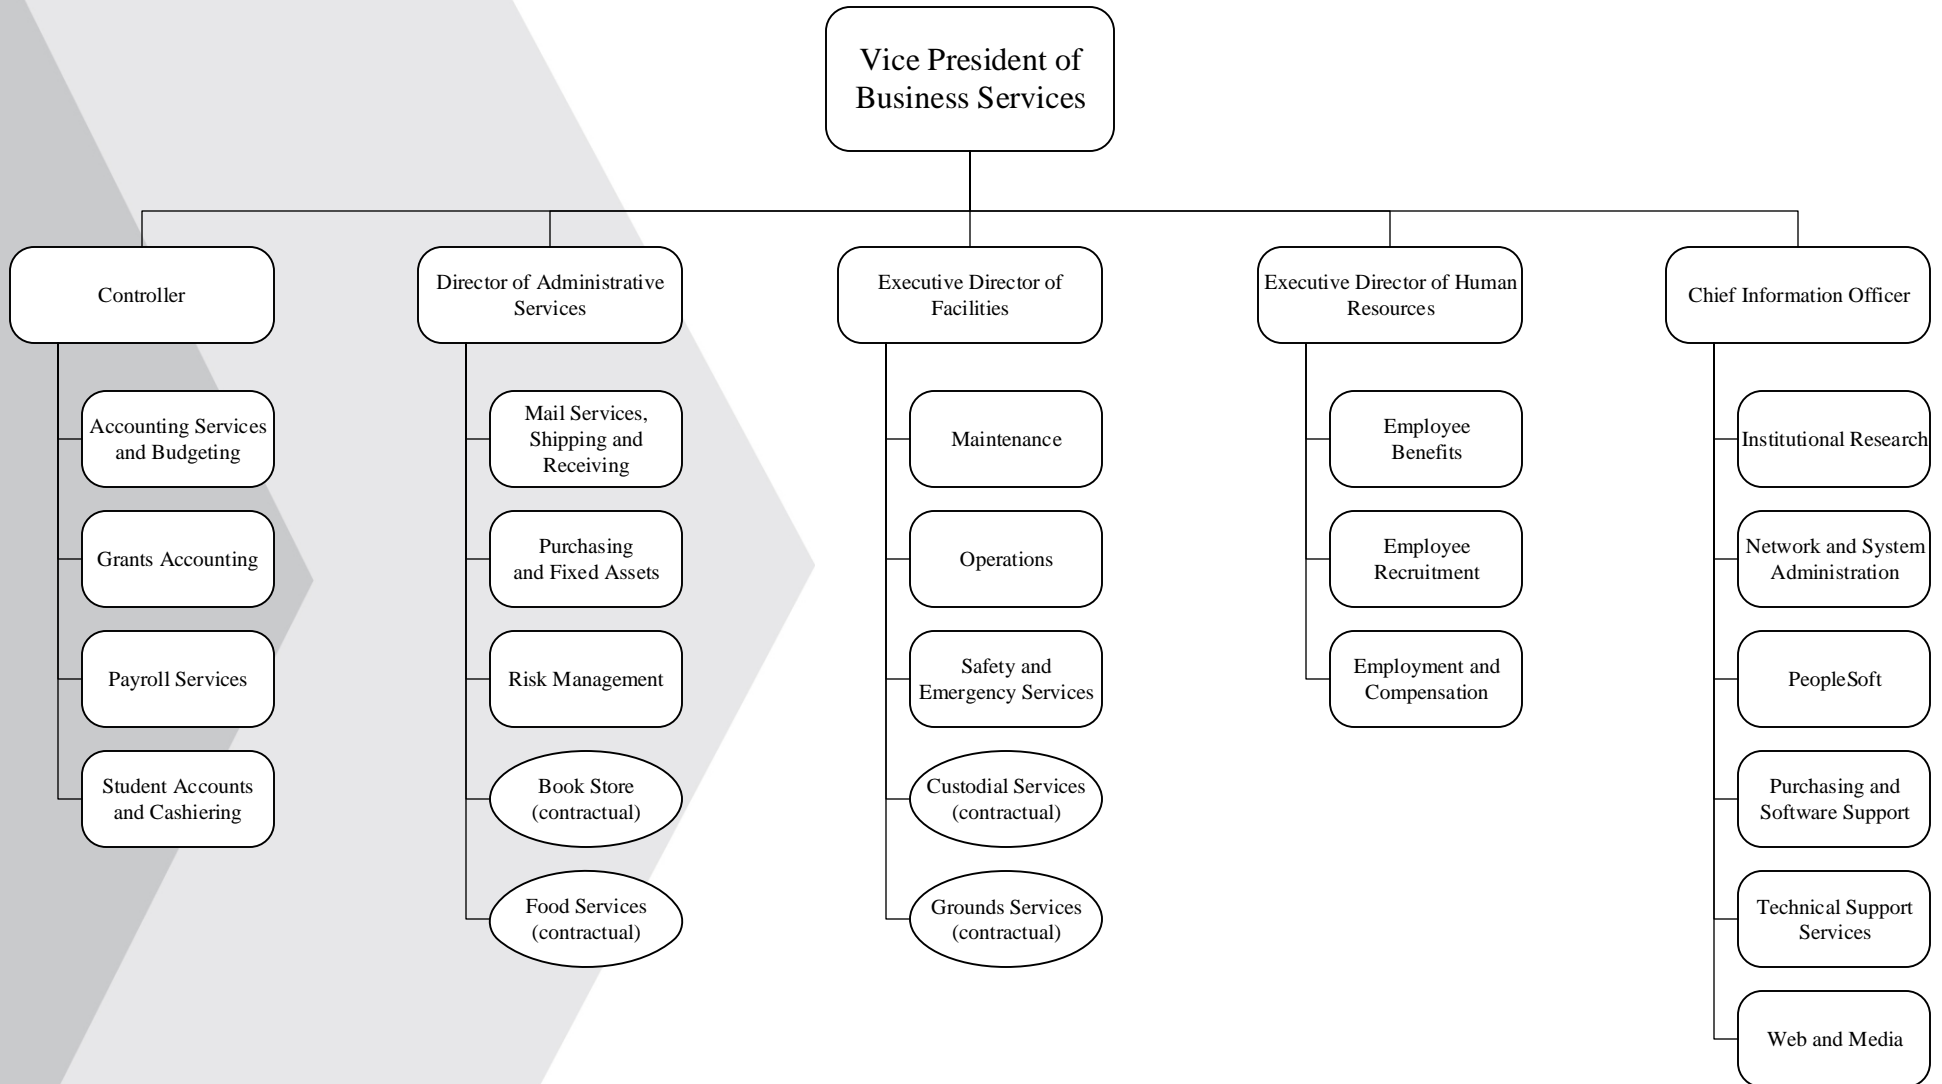 Vice President of
Business Services
Controller
Director of Administrative
Services
Executive Director of
Facilities
Executive Director of Human
Resources
Chief Information Officer
Accounting Services
and Budgeting
Grants Accounting
Payroll Services
Student Accounts
and Cashiering
Mail Services,
Shipping and
Receiving
Purchasing
and Fixed Assets
Risk Management
Book Store
(contractual)
Food Services
(contractual)
Maintenance
Operations
Safety and
Emergency Services
Custodial Services
(contractual)
Grounds Services
(contractual)
Employee
Benefits
Employee
Recruitment
Employment and
Compensation
Institutional Research
Network and System
Administration
PeopleSoft
Purchasing and
Software Support
Technical Support
Services
Web and Media